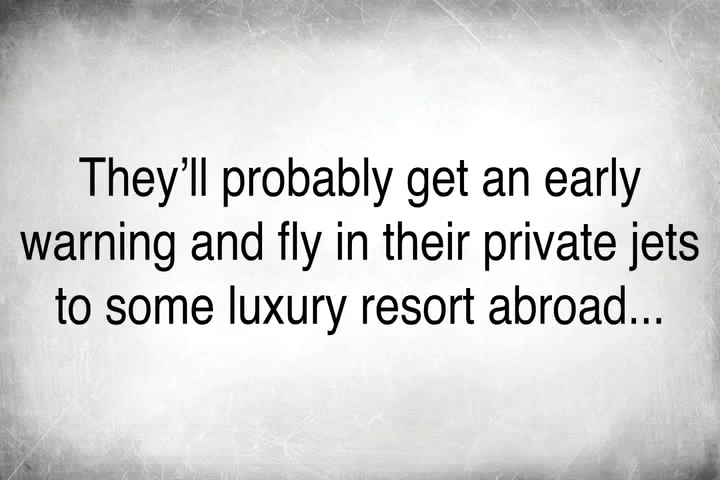 They’ll probably get an early
warning and fly in their private jets
to some luxury resort abroad...